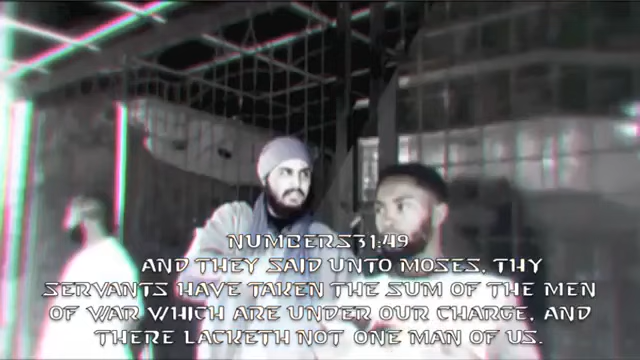 NUMBERS31:49
AND THEY SAID UNTO MOSES, THY
SERVANTS HAVE TAKEN THE SUM OF THE MEN
OF WAR WHICH ARE UNDER OUR CHARGE, AND
THERE LACKETH NOT ONE MAN OF US.